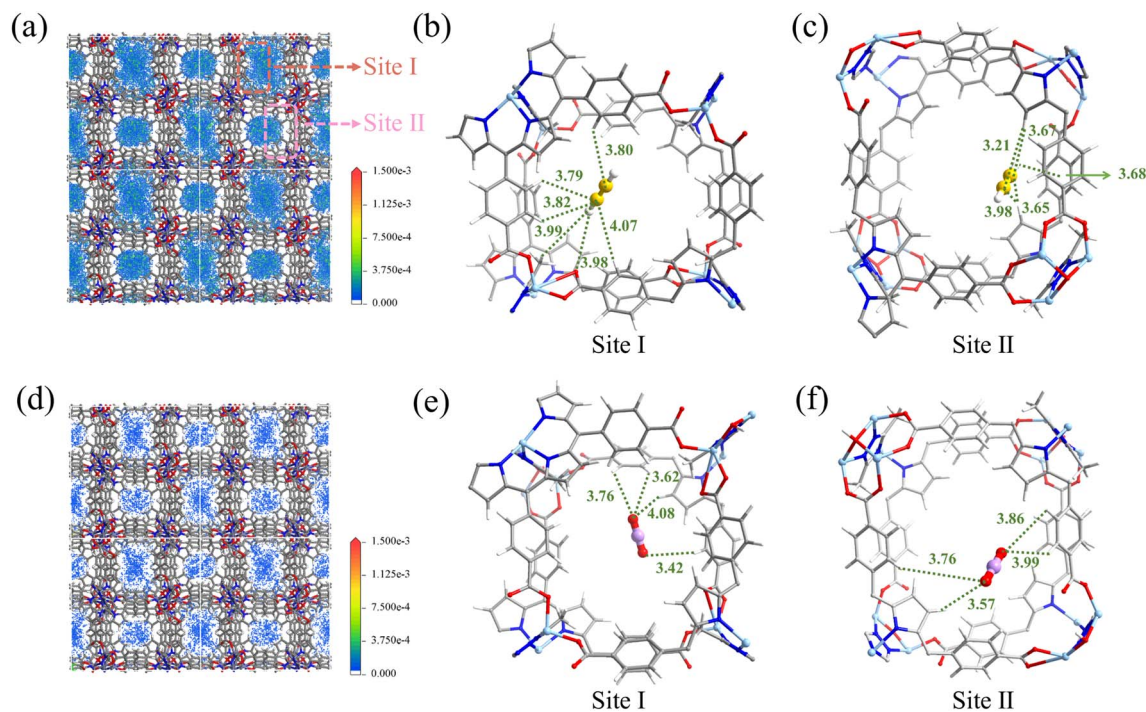 (a)
Site I
Site II
1.500e-3
1.125e-3
7.500e-4
3.750e-4
0.000
(b)
3.80
3.79
3.82
3.99
4.07
3.98
Site I
(c)
3.67
3.21
3.68
3.98
3.65
Site II
(d)
1.500e-3
1.125e-3
7.500e-4
3.750e-4
0.000
(e)
3.62
3.76
4.08
3.42
Site I
(f)
3.86
3.76
3.99
3.57
Site II